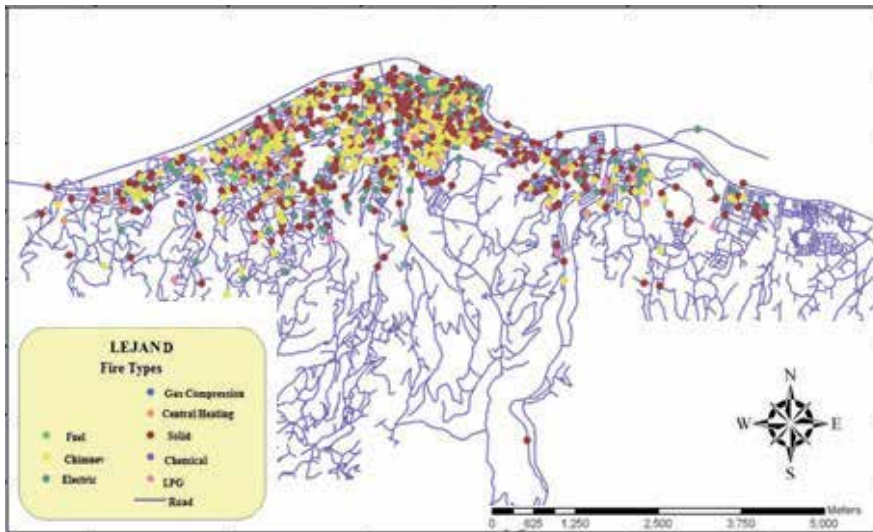 LEJAND
Fire Types
Gas Compression
Central Heating
Fuel
Solid
Chimney
Chemical
Electric
LPG
Road
N
W E
S
Meters
0 625 1,250 2,500 3,750 5,000